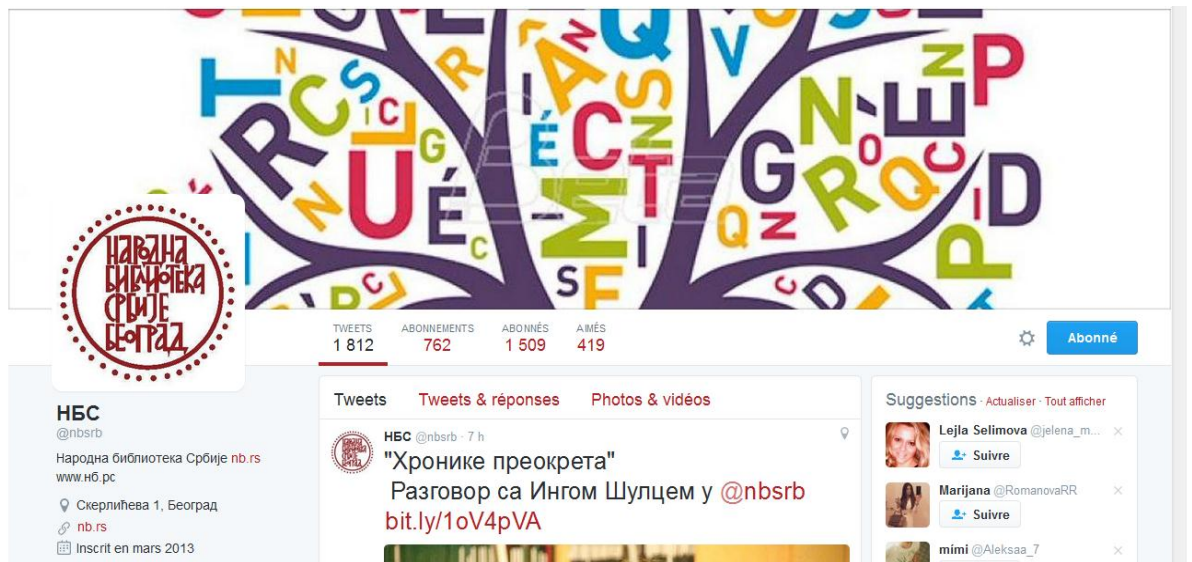 Beta
НАРОДНА
БИБЛИОТЕКА
СРБИЈЕ
БЕОГРАД
TWEETS ABONNEMENTS ABONNÉS AIMÉS
1 812 762 1 509 419
Abonné
НБС
@nbsrb
Народна библиотека Србије nb.rs
www.нб.рс
Скерлићева 1, Београд
nb.rs
Inscrit en mars 2013
Tweets Tweets & réponses Photos & vidéos
НБС @nbsrb · 7 h
"Хронике преокрета"
Разговор са Ингом Шулцем у @nbsrb
bit.ly/1oV4pVA
Suggestions · Actualiser · Tout afficher
Lejla Selimova @jelena_m...
Suivre
Marijana @RomanovaRR
Suivre
mími @Aleksaa_7